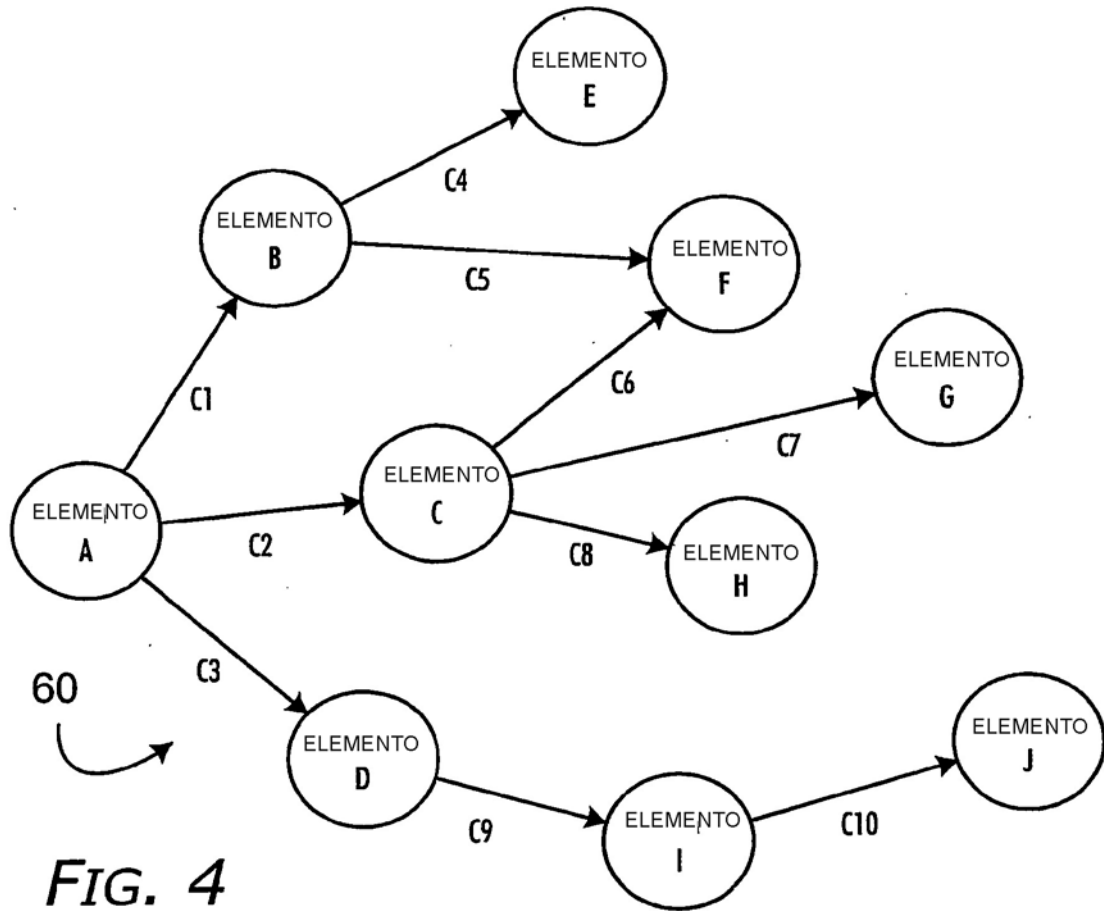 ELEMENTO
E
C4
ELEMENTO
B
C5
ELEMENTO
F
C1
C6
ELEMENTO
G
C7
ELEMENTO
C
ELEMENTO
A
C2
C8
ELEMENTO
H
C3
60
ELEMENTO
D
ELEMENTO
J
C9
ELEMENTO
I
C10
FIG. 4